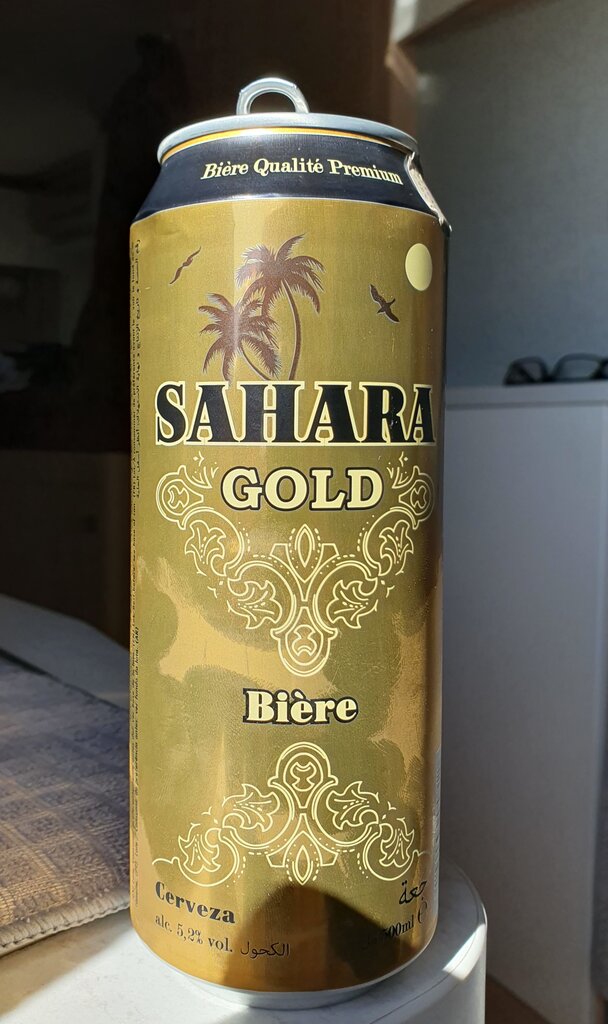 Bière Qualité Premium
SAHARA
GOLD
Bière
Cerveza
جعة
alc. 5,2% vol. الكحول
500ml